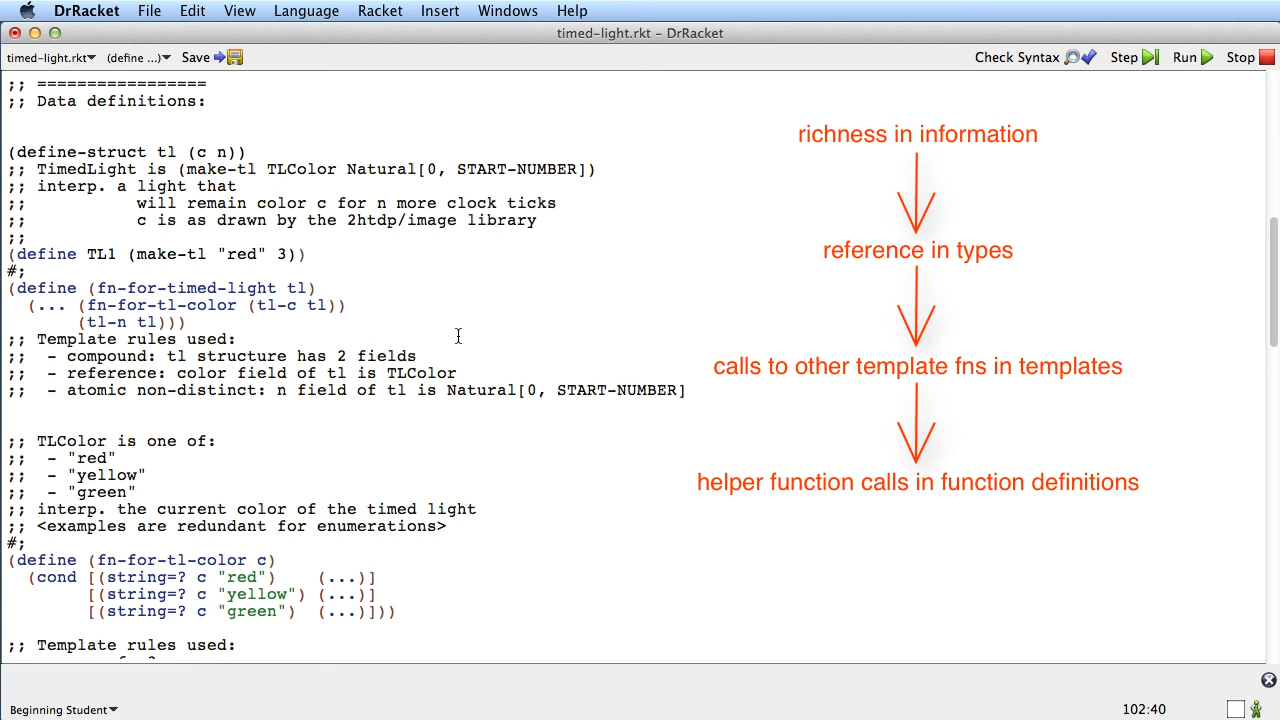 DrRacket File Edit View Language Racket Insert Windows Help
timed-light.rkt – DrRacket
timed-light.rkt (define ...) Save Check Syntax Step Run Stop
;; =================
;; Data definitions:
(define-struct tl (c n))
;; TimedLight is (make-tl TLColor Natural[0, START-NUMBER])
;; interp. a light that
;; will remain color c for n more clock ticks
;; c is as drawn by the 2htdp/image library
;;
(define TL1 (make-tl "red" 3))
#;
(define (fn-for-timed-light tl)
(... (fn-for-tl-color (tl-c tl))
(tl-n tl)))
;; Template rules used:
;; - compound: tl structure has 2 fields
;; - reference: color field of tl is TLColor
;; - atomic non-distinct: n field of tl is Natural[0, START-NUMBER]
;; TLColor is one of:
;; - "red"
;; - "yellow"
;; - "green"
;; interp. the current color of the timed light
;; <examples are redundant for enumerations>
#;
(define (fn-for-tl-color c)
(cond [(string=? c "red") (...)]
[(string=? c "yellow") (...)]
[(string=? c "green") (...)]))
;; Template rules used:
richness in information
reference in types
calls to other template fns in templates
helper function calls in function definitions
Beginning Student 102:40